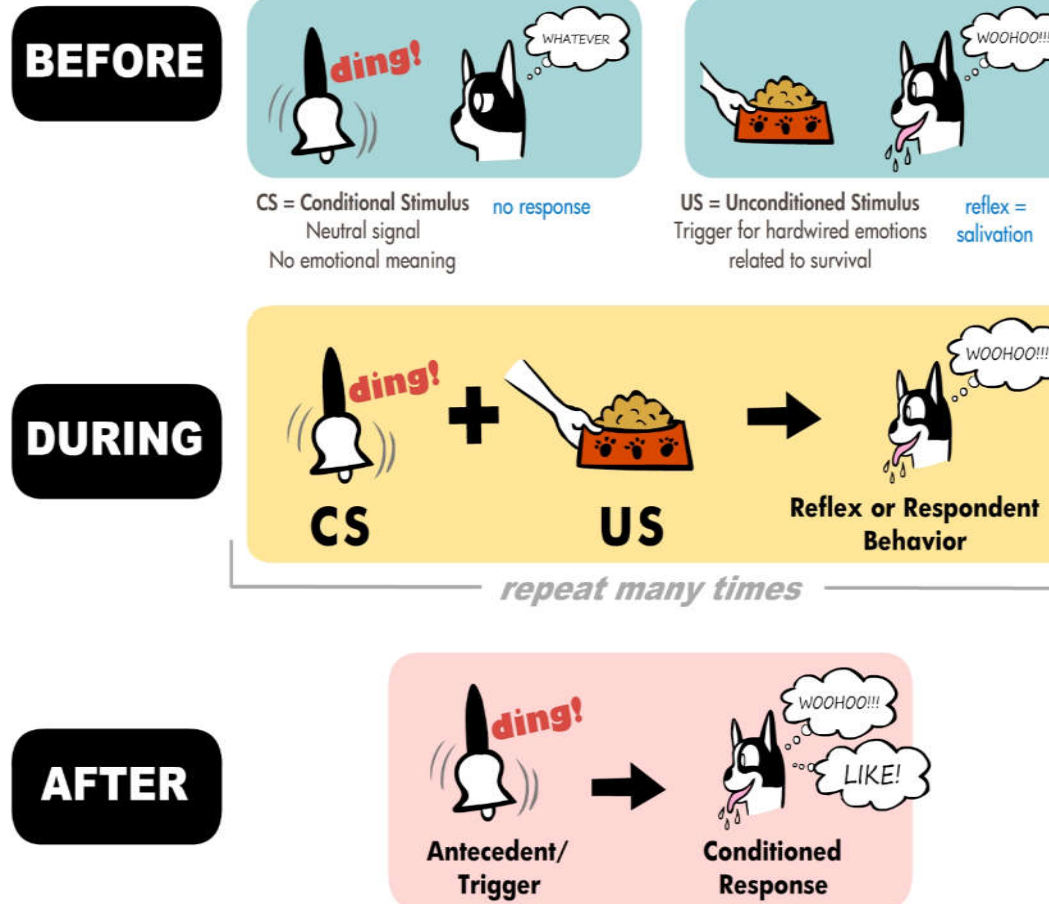 BEFORE
ding!
WHATEVER
WOOHOO!!!
CS = Conditional Stimulus
Neutral signal
No emotional meaning
no response
US = Unconditioned Stimulus
Trigger for hardwired emotions
related to survival
reflex =
salivation
DURING
ding!
WOOHOO!!!
CS
US
Reflex or Respondent
Behavior
repeat many times
AFTER
ding!
WOOHOO!!!
LIKE!
Antecedent/
Trigger
Conditioned
Response